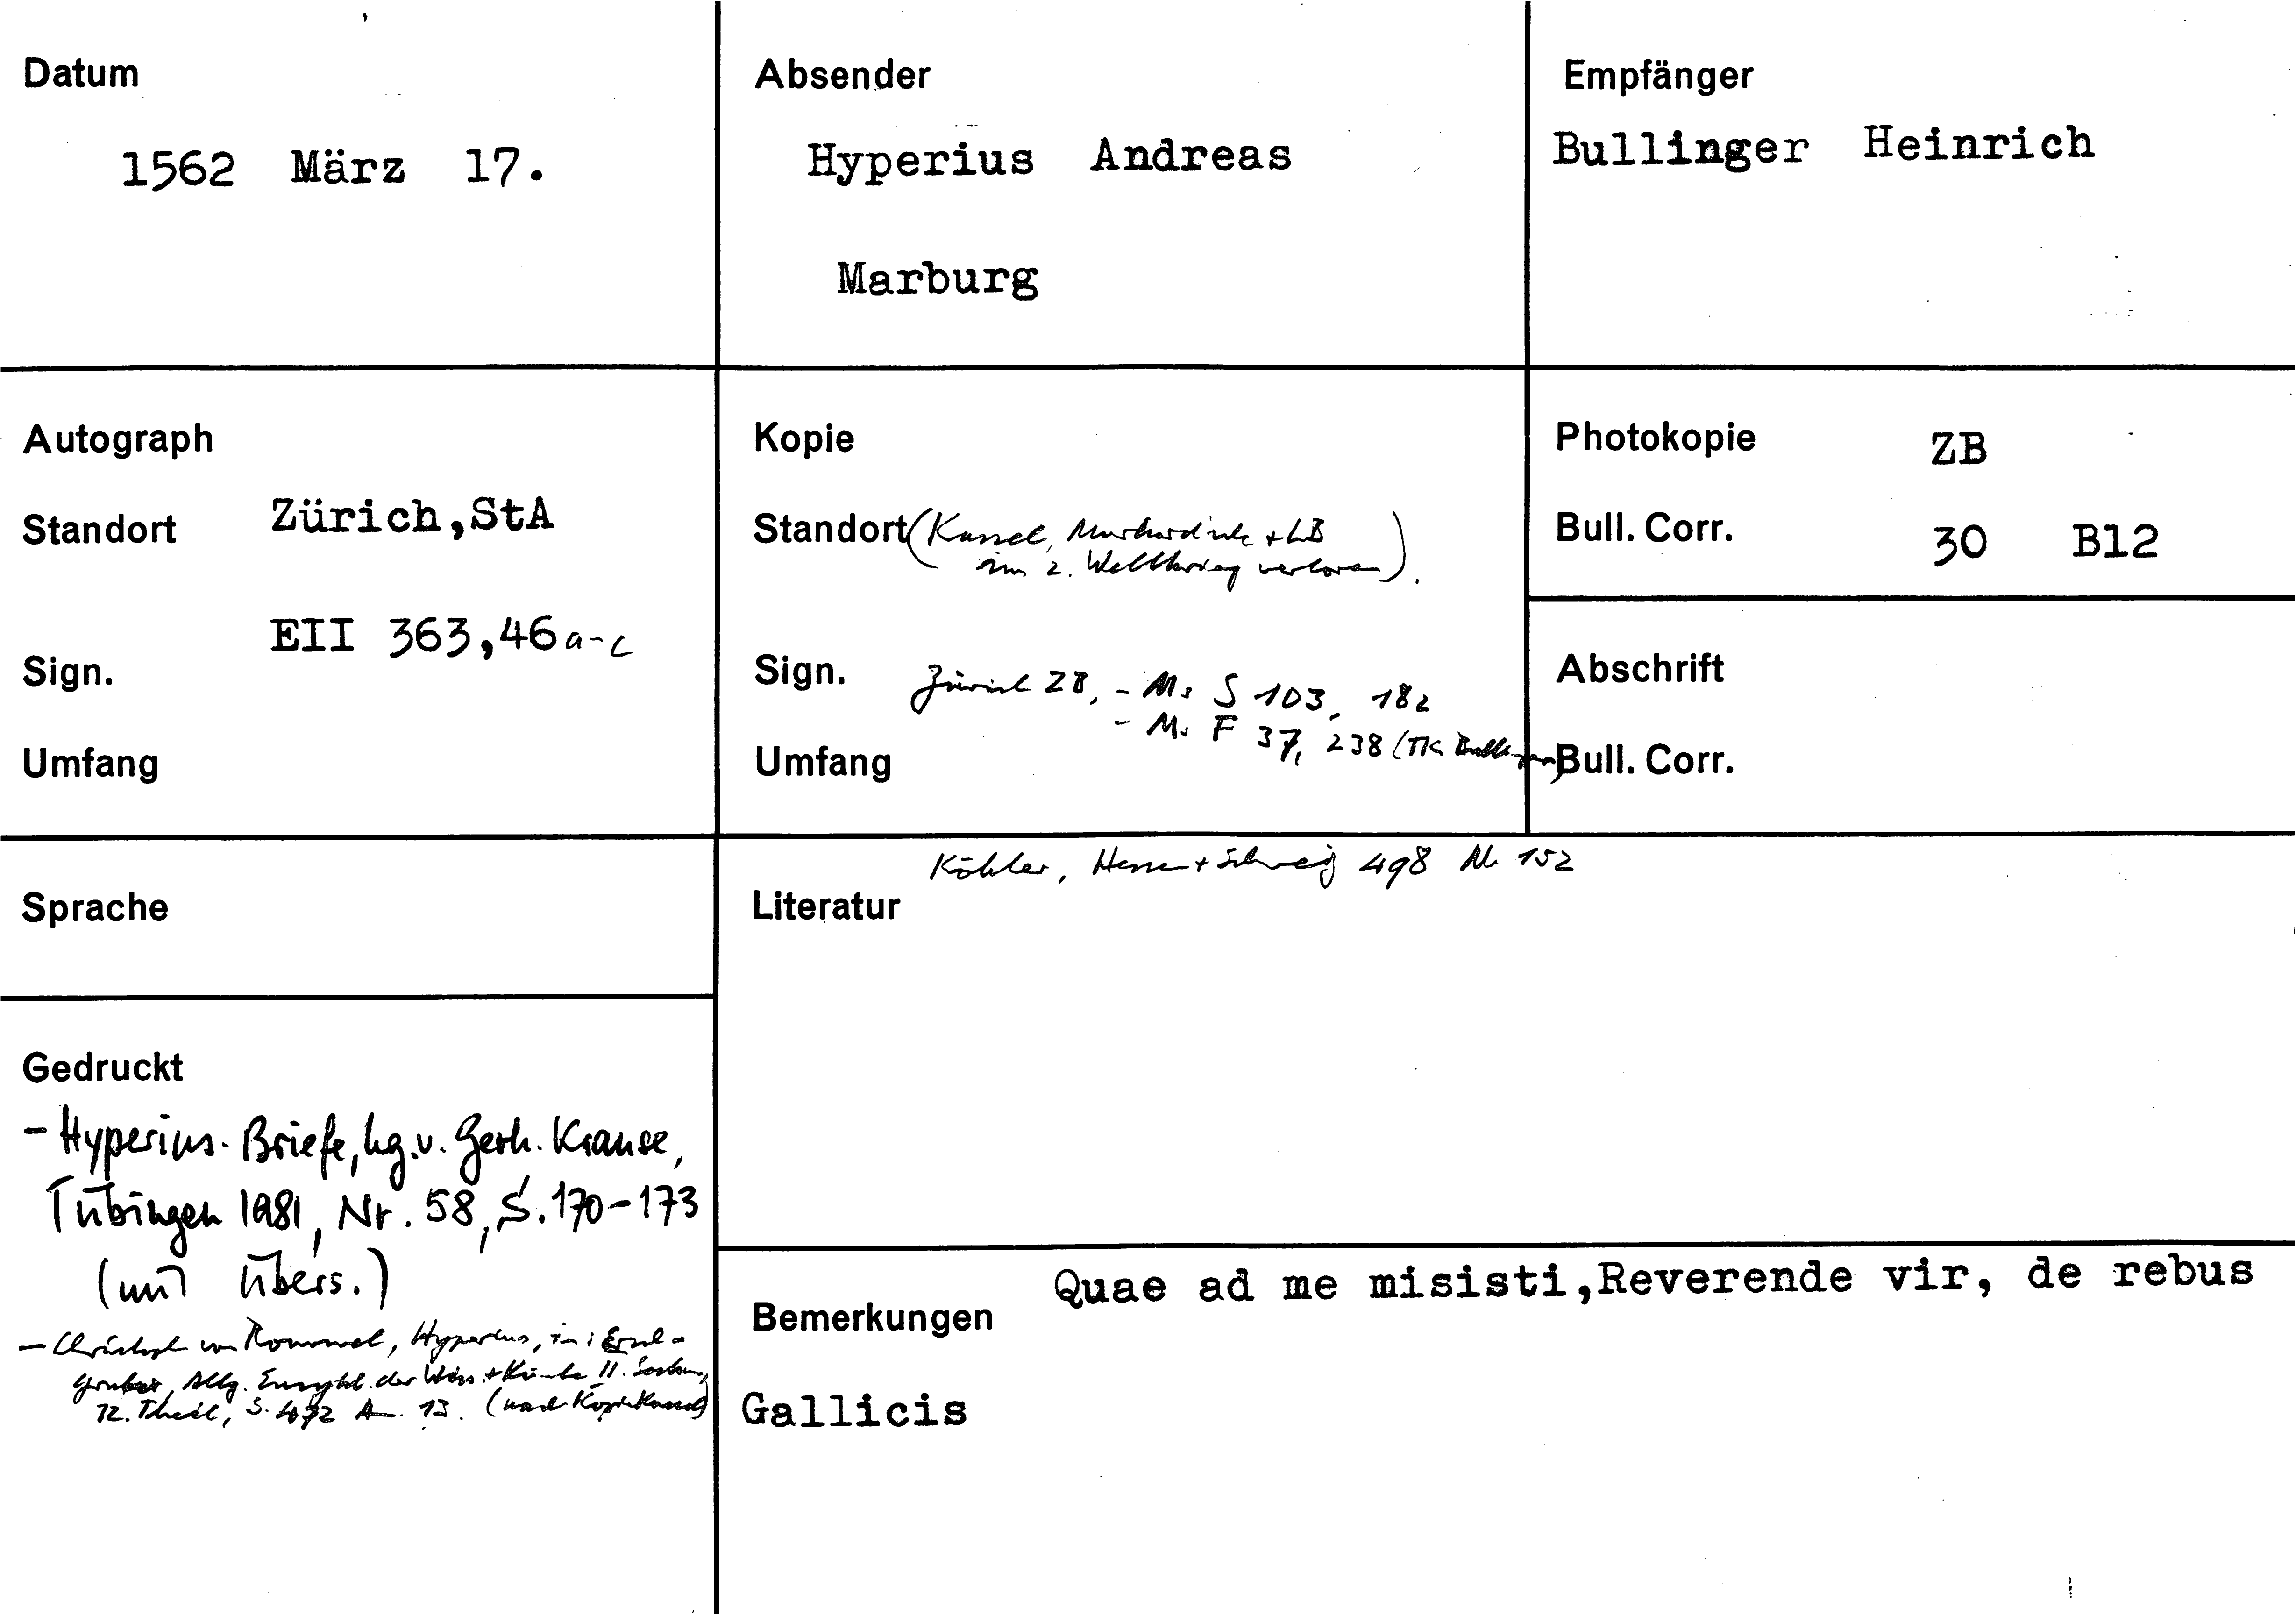 Datum
1562 März 17.
Absender
Hyperius Andreas
Marburg
Empfänger
Bullinger Heinrich
Autograph
Standort Zürich,StA
Sign. EII 363,46a-c
Umfang
Kopie
Standort (Kassel, Murhardsche + LB
im 2. Weltkrieg verloren).
Sign. Zürich ZB, - Ms S 103, 182
- Ms F 37, 238 (TK Bullinger)
Umfang
Photokopie ZB
Bull. Corr. 30 B12
Abschrift
Bull. Corr.
Sprache
Literatur Köhler, Hessen + Schweiz 498 Nr 152
Gedruckt
- Hyperius-Briefe, hg.v. Gerh. Krause,
Tübingen 1981, Nr. 58, S. 170-173
(mit Übers.)
- Christoph von Rommel, Hyperius, in: Ersch-
Gruber, Allg. Enzykl. der Wiss + Künste II. Section,
12. Theil, S. 472 A. 13. (nach Kopie Kassel)
Bemerkungen Quae ad me misisti,Reverende vir, de rebus
Gallicis